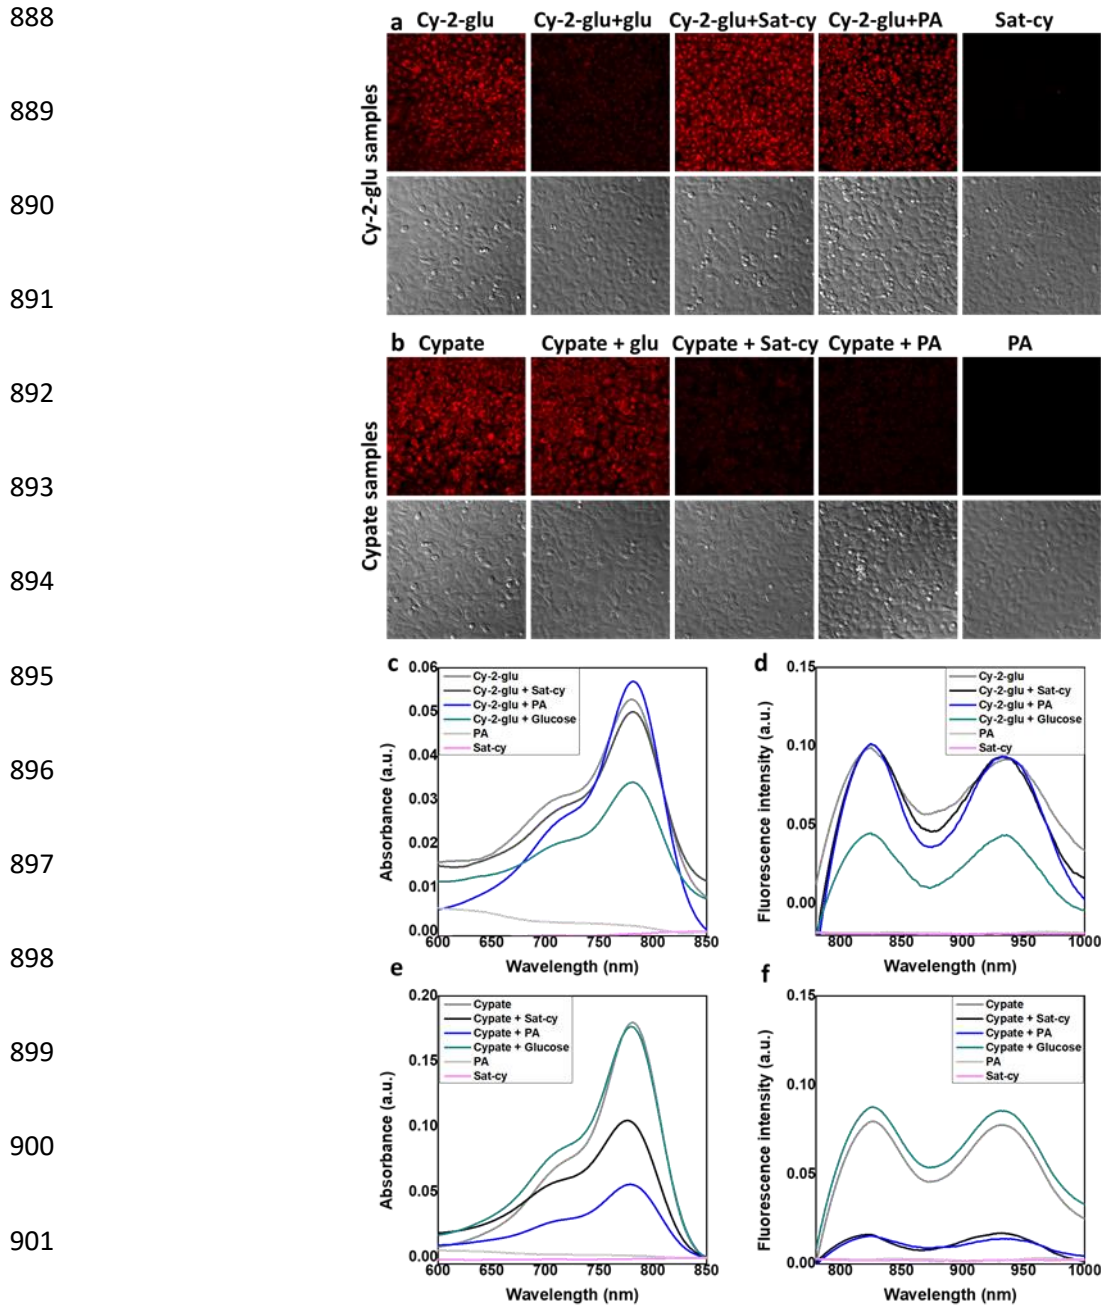 888
a Cy-2-glu Cy-2-glu+glu Cy-2-glu+Sat-cy Cy-2-glu+PA Sat-cy
Cy-2-glu samples
889
890
891
b Cypate Cypate + glu Cypate + Sat-cy Cypate + PA PA
Cypate samples
892
893
894
895
c
0.06
0.05
0.04
0.03
0.02
0.01
0.00
Absorbance (a.u.)
Cy-2-glu
Cy-2-glu + Sat-cy
Cy-2-glu + PA
Cy-2-glu + Glucose
PA
Sat-cy
600 650 700 750 800 850
Wavelength (nm)
d
0.15
0.10
0.05
0.00
Fluorescence intensity (a.u.)
Cy-2-glu
Cy-2-glu + Sat-cy
Cy-2-glu + PA
Cy-2-glu + Glucose
PA
Sat-cy
800 850 900 950 1000
Wavelength (nm)
896
897
898
e
0.20
0.15
0.10
0.05
0.00
Absorbance (a.u.)
Cypate
Cypate + Sat-cy
Cypate + PA
Cypate + Glucose
PA
Sat-cy
600 650 700 750 800 850
Wavelength (nm)
f
0.15
0.10
0.05
0.00
Fluorescence intensity (a.u.)
Cypate
Cypate + Sat-cy
Cypate + PA
Cypate + Glucose
PA
Sat-cy
800 850 900 950 1000
Wavelength (nm)
899
900
901